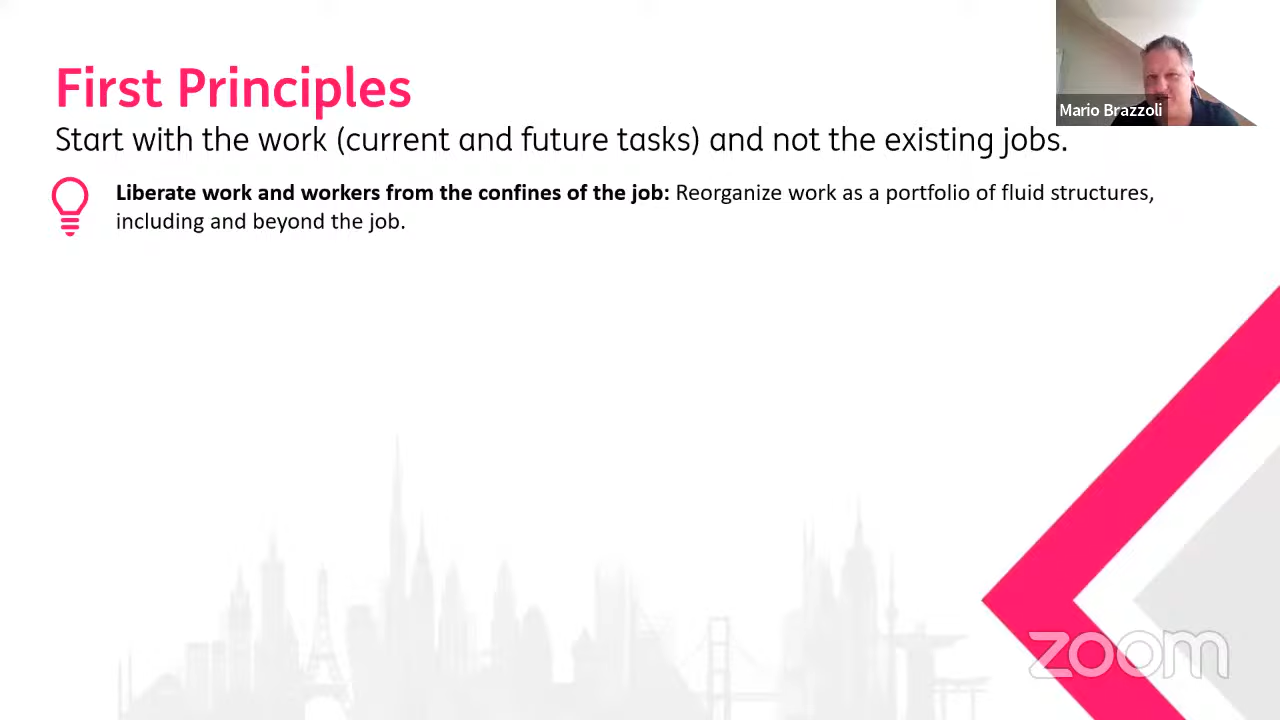 First Principles
Mario Brazzoli
Start with the work (current and future tasks) and not the existing jobs.
Liberate work and workers from the confines of the job: Reorganize work as a portfolio of fluid structures,
including and beyond the job.
zoom